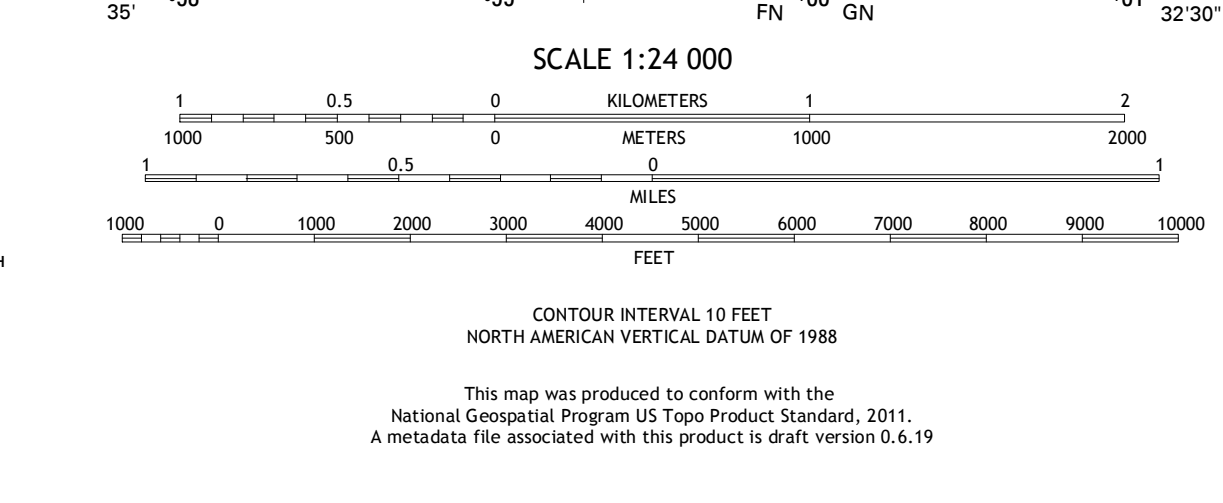 35' FN GN 32'30"
SCALE 1:24 000
1 0.5 0 KILOMETERS 1 2
1000 500 0 METERS 1000 2000
1 0.5 0 1
MILES
1000 0 1000 2000 3000 4000 5000 6000 7000 8000 9000 10000
FEET
CONTOUR INTERVAL 10 FEET
NORTH AMERICAN VERTICAL DATUM OF 1988
This map was produced to conform with the
National Geospatial Program US Topo Product Standard, 2011.
A metadata file associated with this product is draft version 0.6.19